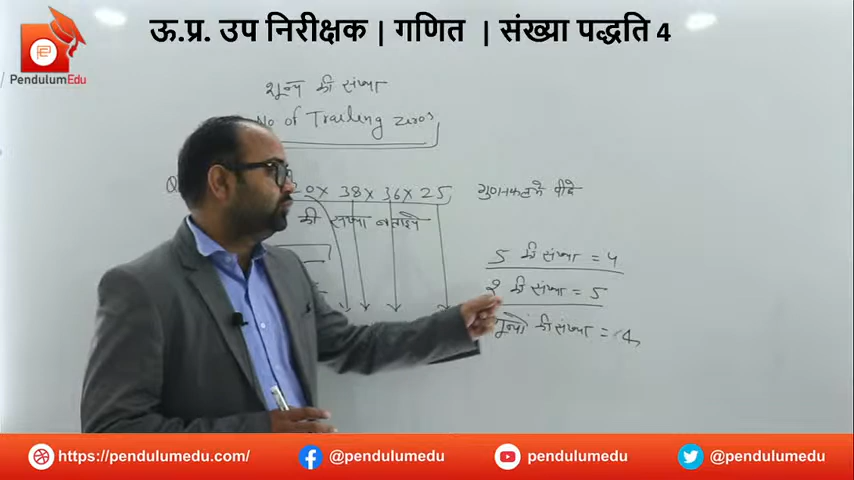 ऊ.प्र. उप निरीक्षक | गणित | संख्या पद्धति 4
PendulumEdu
शून्य की संख्या
No of Trailing zeros
Q
20 x 38 x 36 x 25 गुणनफल के पीछे
की संख्या बताइये
5 की संख्या = 4
2 की संख्या = 5
की संख्या = 4
https://pendulumedu.com/ @pendulumedu @pendulumedu @pendulumedu